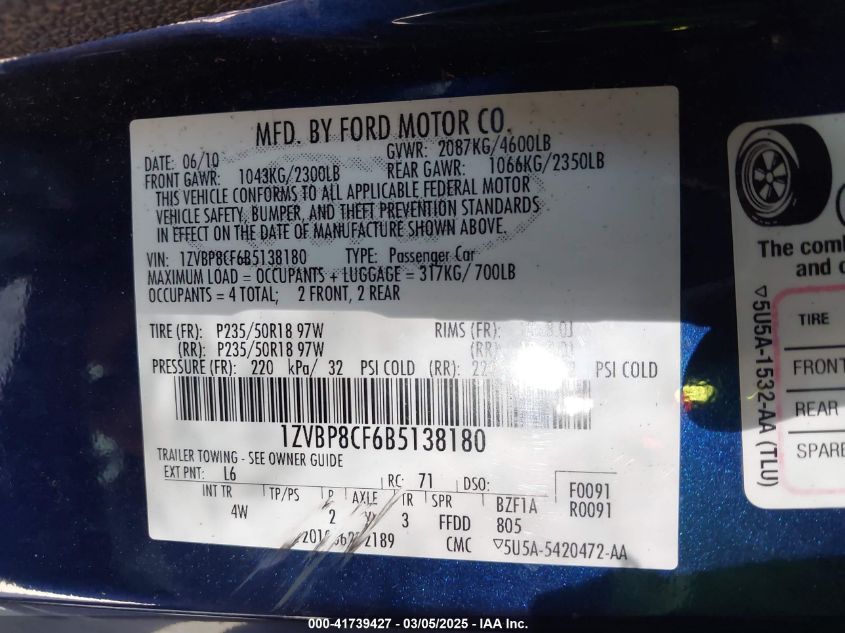 MFD. BY FORD MOTOR CO.
DATE: 06/10 GVWR: 2087KG/4600LB
FRONT GAWR: 1043KG/2300LB REAR GAWR: 1066KG/2350LB
THIS VEHICLE CONFORMS TO ALL APPLICABLE FEDERAL MOTOR
VEHICLE SAFETY, BUMPER, AND THEFT PREVENTION STANDARDS
IN EFFECT ON THE DATE OF MANUFACTURE SHOWN ABOVE.
VIN: 1ZVBP8CF6B5138180 TYPE: Passenger Car
MAXIMUM LOAD = OCCUPANTS + LUGGAGE = 317KG/700LB
OCCUPANTS = 4 TOTAL; 2 FRONT, 2 REAR
TIRE (FR): P235/50R18 97W RIMS (FR):
(RR): P235/50R18 97W (RR):
PRESSURE (FR): 220 kPa/ 32 PSI COLD (RR): PSI COLD
1ZVBP8CF6B5138180
TRAILER TOWING - SEE OWNER GUIDE
EXT PNT: L6 RC: 71 DSO: F0091
R0091
INT TR TP/PS R AXLE TR SPR BZF1A
4W 2 3 FFDD 805
CMC ▽5U5A-5420472-AA
The comb
and o
▽5U5A-1532-AA (TLU)
TIRE
FRONT
REAR
SPARE
000-41739427 - 03/05/2025 - IAA Inc.